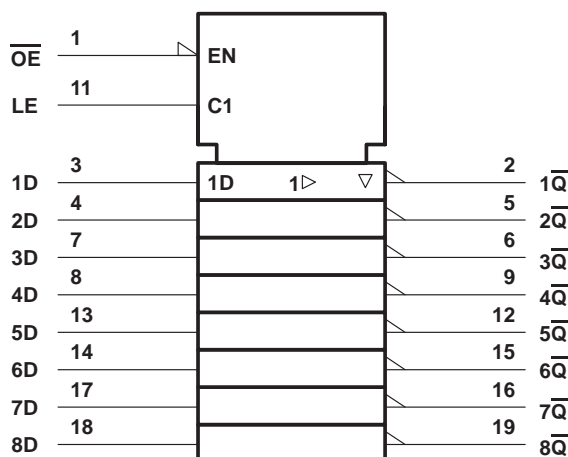 1
O̅E̅ EN
11
LE C1
3 2
1D 1D 1▷ ▽ 1Q̅
4 5
2D 2Q̅
7 6
3D 3Q̅
8 9
4D 4Q̅
13 12
5D 5Q̅
14 15
6D 6Q̅
17 16
7D 7Q̅
18 19
8D 8Q̅